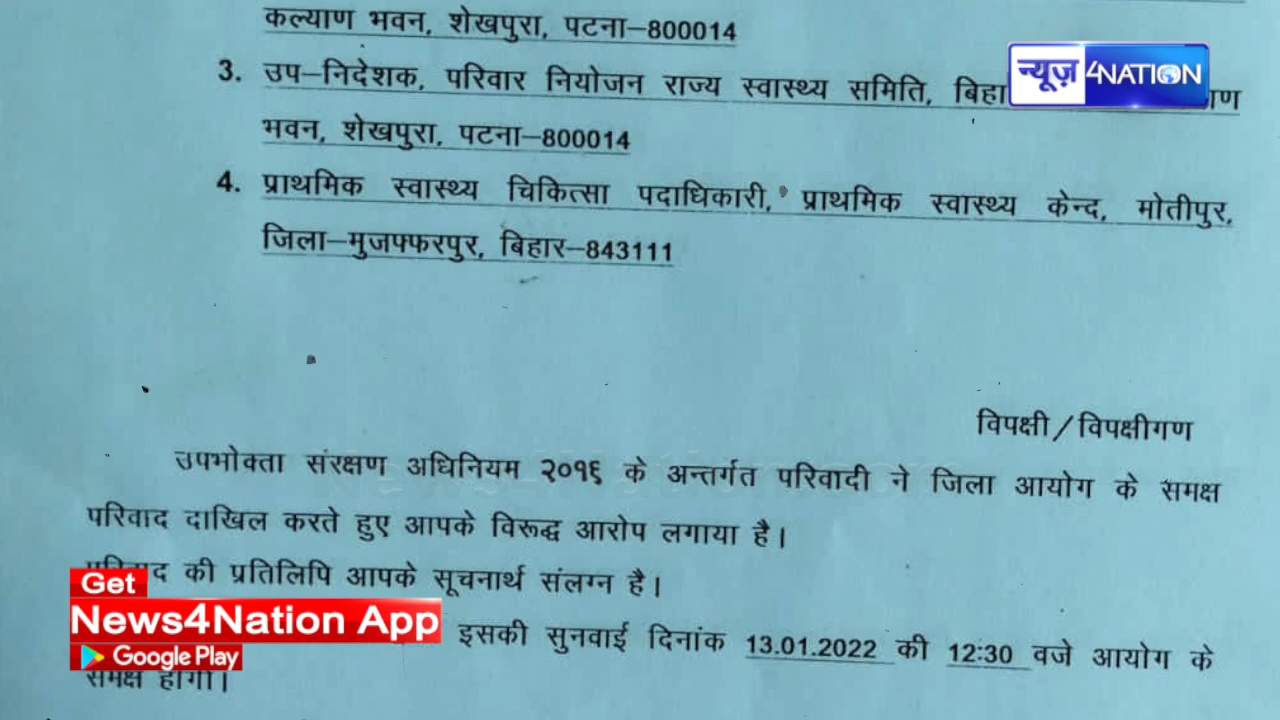 कल्याण भवन, शेखपुरा, पटना–800014
3. उप–निदेशक, परिवार नियोजन राज्य स्वास्थ्य समिति,
भवन, शेखपुरा, पटना–800014
4. प्राथमिक स्वास्थ्य चिकित्सा पदाधिकारी, प्राथमिक स्वास्थ्य केन्द, मोतीपुर,
जिला–मुजफ्फरपुर, बिहार–843111
विपक्षी/विपक्षीगण
उपभोक्ता संरक्षण अधिनियम २०१६ के अन्तर्गत परिवादी ने जिला आयोग के समक्ष
परिवाद दाखिल करते हुए आपके विरूद्ध आरोप लगाया है।
की प्रतिलिपि आपके सूचनार्थ संलग्न है।
इसकी सुनवाई दिनांक 13.01.2022 की 12:30 वजे आयोग के
समक्ष होगी।
न्यूज़ 4NATION
Get
News4Nation App
Google Play